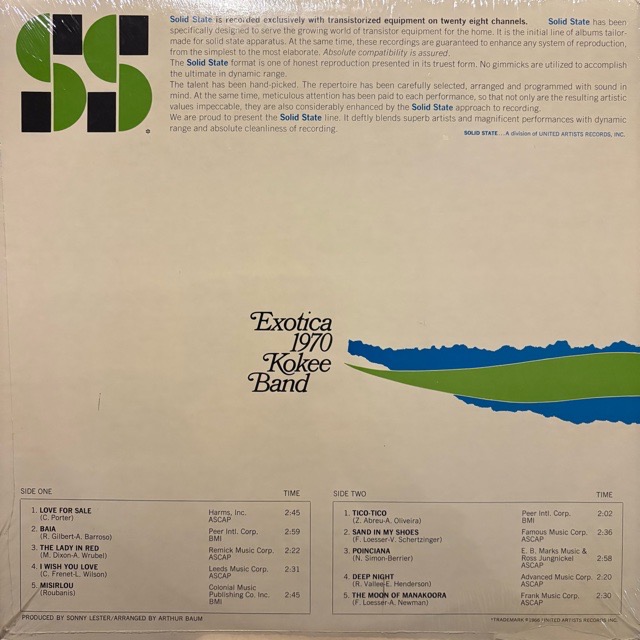 SS
Solid State is recorded exclusively with transistorized equipment on twenty eight channels. Solid State has been
specifically designed to serve the growing world of transistor equipment for the home. It is the initial line of albums tailor-
made for solid state apparatus. At the same time, these recordings are guaranteed to enhance any system of reproduction,
from the simplest to the most elaborate. Absolute compatibility is assured.
The Solid State format is one of honest reproduction presented in its truest form. No gimmicks are utilized to accomplish
the ultimate in dynamic range.
The talent has been hand-picked. The repertoire has been carefully selected, arranged and programmed with sound in
mind. At the same time, meticulous attention has been paid to each performance, so that not only are the resulting artistic
values impeccable, they are also considerably enhanced by the Solid State approach to recording.
We are proud to present the Solid State line. It deftly blends superb artists and magnificent performances with dynamic
range and absolute cleanliness of recording.
SOLID STATE...A division of UNITED ARTISTS RECORDS, INC.
Exotica
1970
Kokee
Band
SIDE ONE TIME
1. LOVE FOR SALE Harms, Inc. 2:45
(C. Porter) ASCAP
2. BAIA Peer Intl. Corp. 2:59
(R. Gilbert-A. Barroso) BMI
3. THE LADY IN RED Remick Music Corp. 2:22
(M. Dixon-A. Wrubel) ASCAP
4. I WISH YOU LOVE Leeds Music Corp. 2:31
(C. Frenet-L. Wilson) ASCAP
5. MISIRLOU Colonial Music
(Roubanis) Publishing Co. Inc. 2:45
BMI
PRODUCED BY SONNY LESTER/ARRANGED BY ARTHUR BAUM
SIDE TWO TIME
1. TICO-TICO Peer Intl. Corp. 2:02
(Z. Abreu-A. Oliveira) BMI
2. SAND IN MY SHOES Famous Music Corp. 2:36
(F. Loesser-V. Schertzinger) ASCAP
3. POINCIANA E. B. Marks Music &
(N. Simon-Berrier) Ross Jungnickel 2:58
ASCAP
4. DEEP NIGHT Advanced Music Corp. 2:20
(R. Vallee-E. Henderson) ASCAP
5. THE MOON OF MANAKOORA Frank Music Corp. 2:30
(F. Loesser-A. Newman) ASCAP
*TRADEMARK ©1966 UNITED ARTISTS RECORDS, INC.